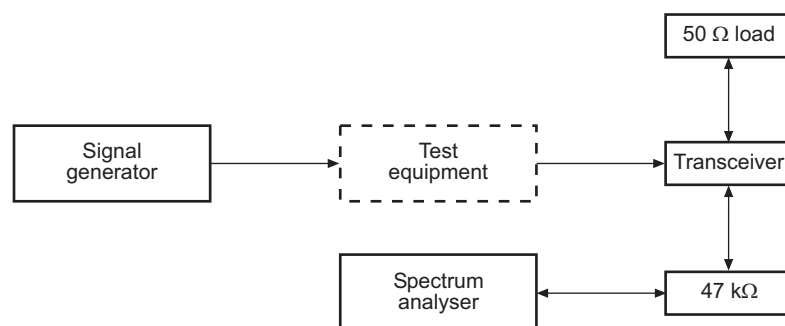 50 Ω load
Signal
generator
Test
equipment
Transceiver
Spectrum
analyser
47 kΩ